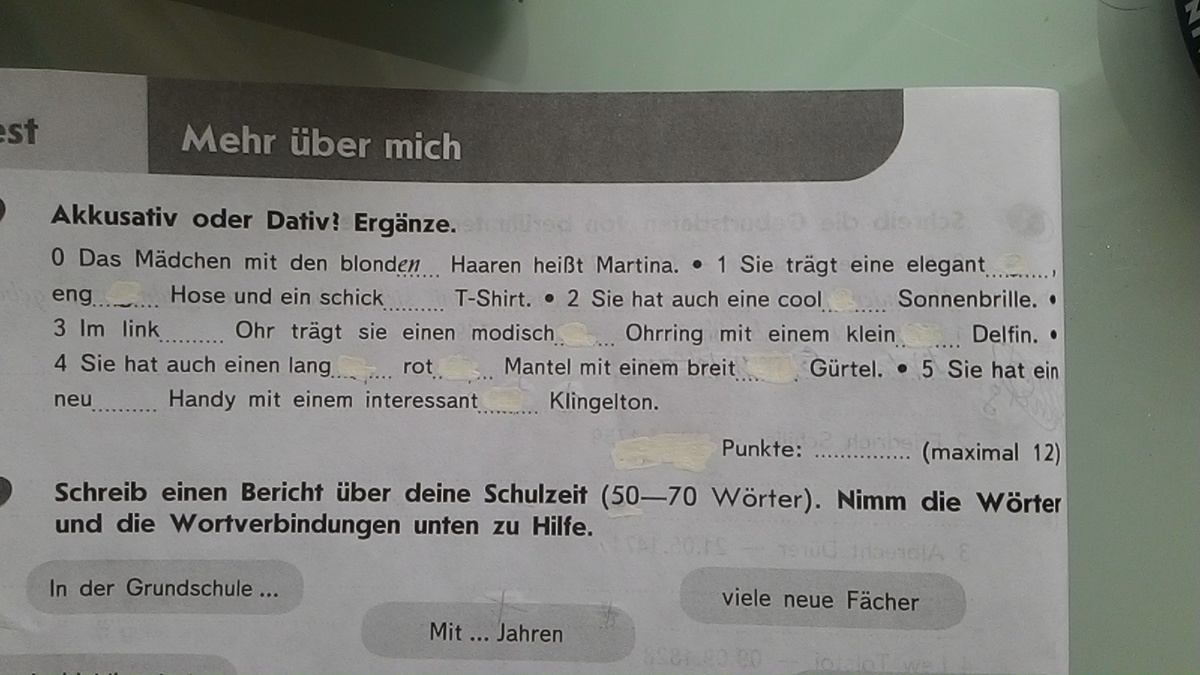 est
Mehr über mich
Akkusativ oder Dativ? Ergänze.
0 Das Mädchen mit den blonden.... Haaren heißt Martina. • 1 Sie trägt eine elegant..........,
eng.......... Hose und ein schick.......... T-Shirt. • 2 Sie hat auch eine cool.......... Sonnenbrille. •
3 Im link.......... Ohr trägt sie einen modisch.......... Ohrring mit einem klein.......... Delfin. •
4 Sie hat auch einen lang.......... rot.......... Mantel mit einem breit.......... Gürtel. • 5 Sie hat ein
neu.......... Handy mit einem interessant.......... Klingelton.
Punkte: ............... (maximal 12)
Schreib einen Bericht über deine Schulzeit (50—70 Wörter). Nimm die Wörter
und die Wortverbindungen unten zu Hilfe.
In der Grundschule ...
viele neue Fächer
Mit ... Jahren